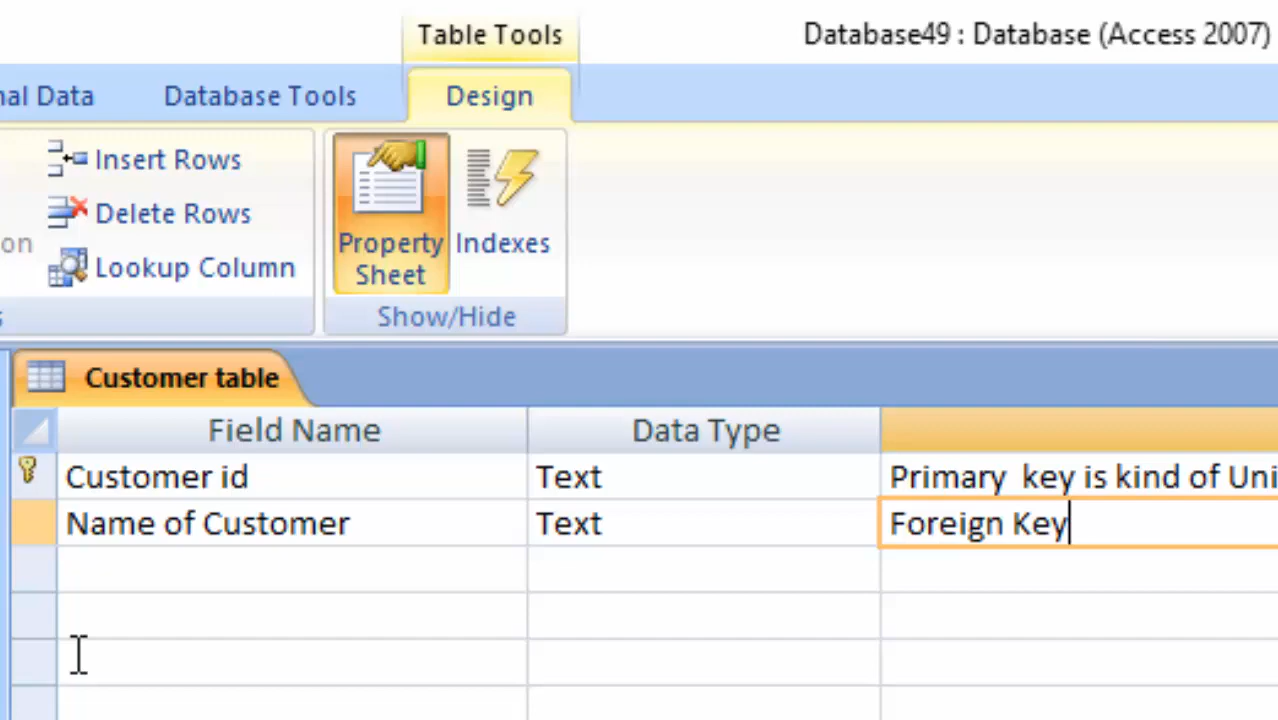 Table Tools
Database49 : Database (Access 2007)
nal Data
Database Tools
Design
Insert Rows
Delete Rows
on
Lookup Column
Property
Sheet
Indexes
s
Show/Hide
Customer table
Field Name Data Type
Customer id Text Primary  key is kind of Uni
Name of Customer Text Foreign Key